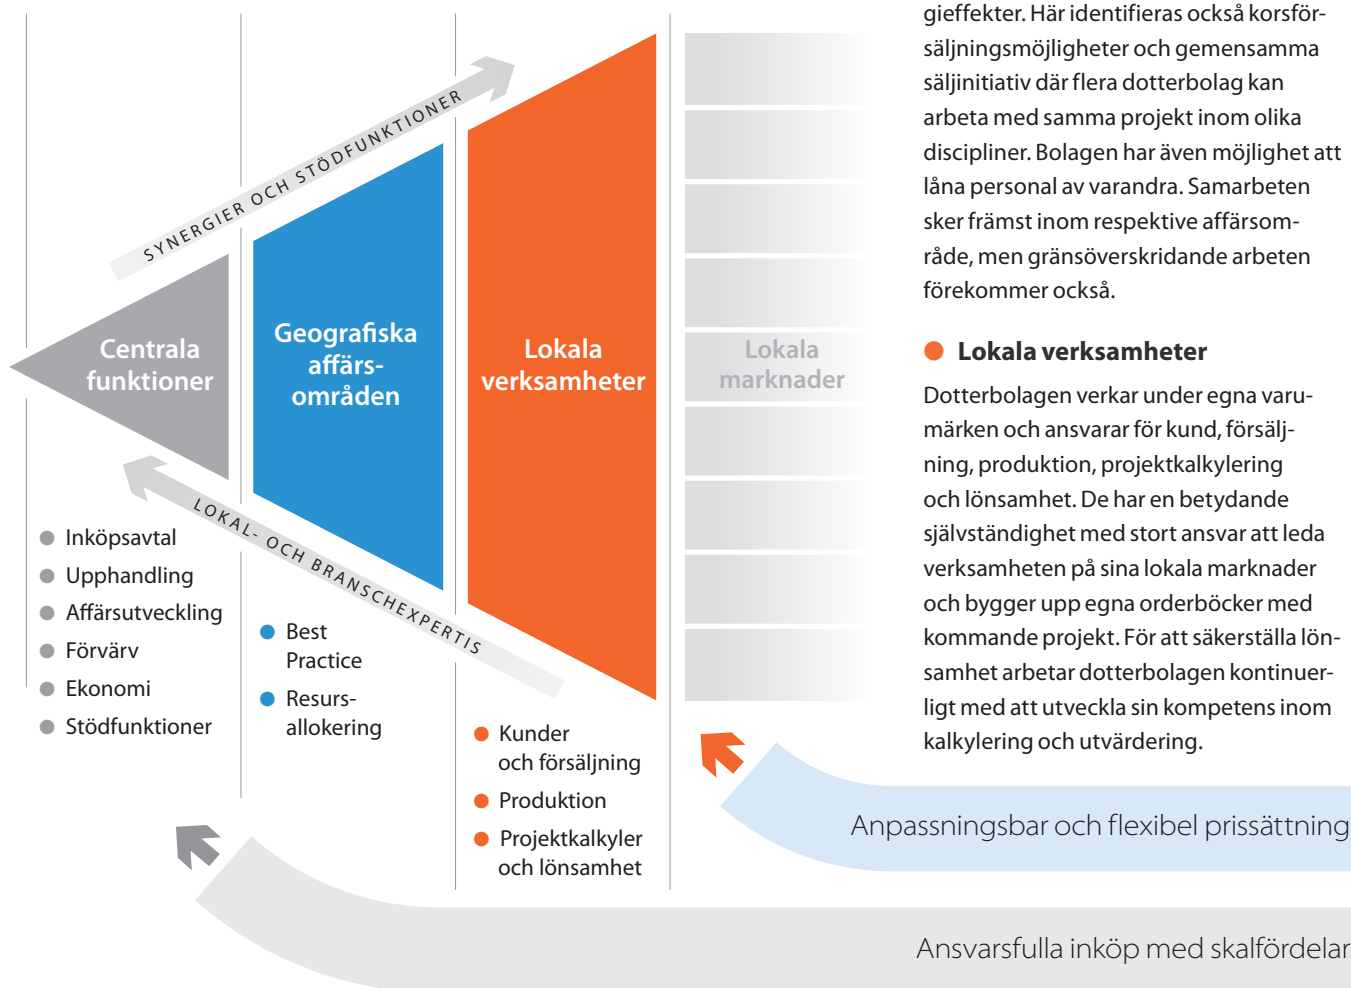 SYNERGIER OCH STÖDFUNKTIONER
Centrala
funktioner
Geografiska
affärs-
områden
Lokala
verksamheter
Lokala
marknader
LOKAL- OCH BRANSCHEXPERTIS
Inköpsavtal
Upphandling
Affärsutveckling
Förvärv
Ekonomi
Stödfunktioner
Best
Practice
Resurs-
allokering
Kunder
och försäljning
Produktion
Projektkalkyler
och lönsamhet
gieffekter. Här identifieras också korsför-
säljningsmöjligheter och gemensamma
säljinitiativ där flera dotterbolag kan
arbeta med samma projekt inom olika
discipliner. Bolagen har även möjlighet att
låna personal av varandra. Samarbeten
sker främst inom respektive affärsom-
råde, men gränsöverskridande arbeten
förekommer också.
Lokala verksamheter
Dotterbolagen verkar under egna varu-
märken och ansvarar för kund, försälj-
ning, produktion, projektkalkylering
och lönsamhet. De har en betydande
självständighet med stort ansvar att leda
verksamheten på sina lokala marknader
och bygger upp egna orderböcker med
kommande projekt. För att säkerställa lön-
samhet arbetar dotterbolagen kontinuer-
ligt med att utveckla sin kompetens inom
kalkylering och utvärdering.
Anpassningsbar och flexibel prissättning
Ansvarsfulla inköp med skalfördelar